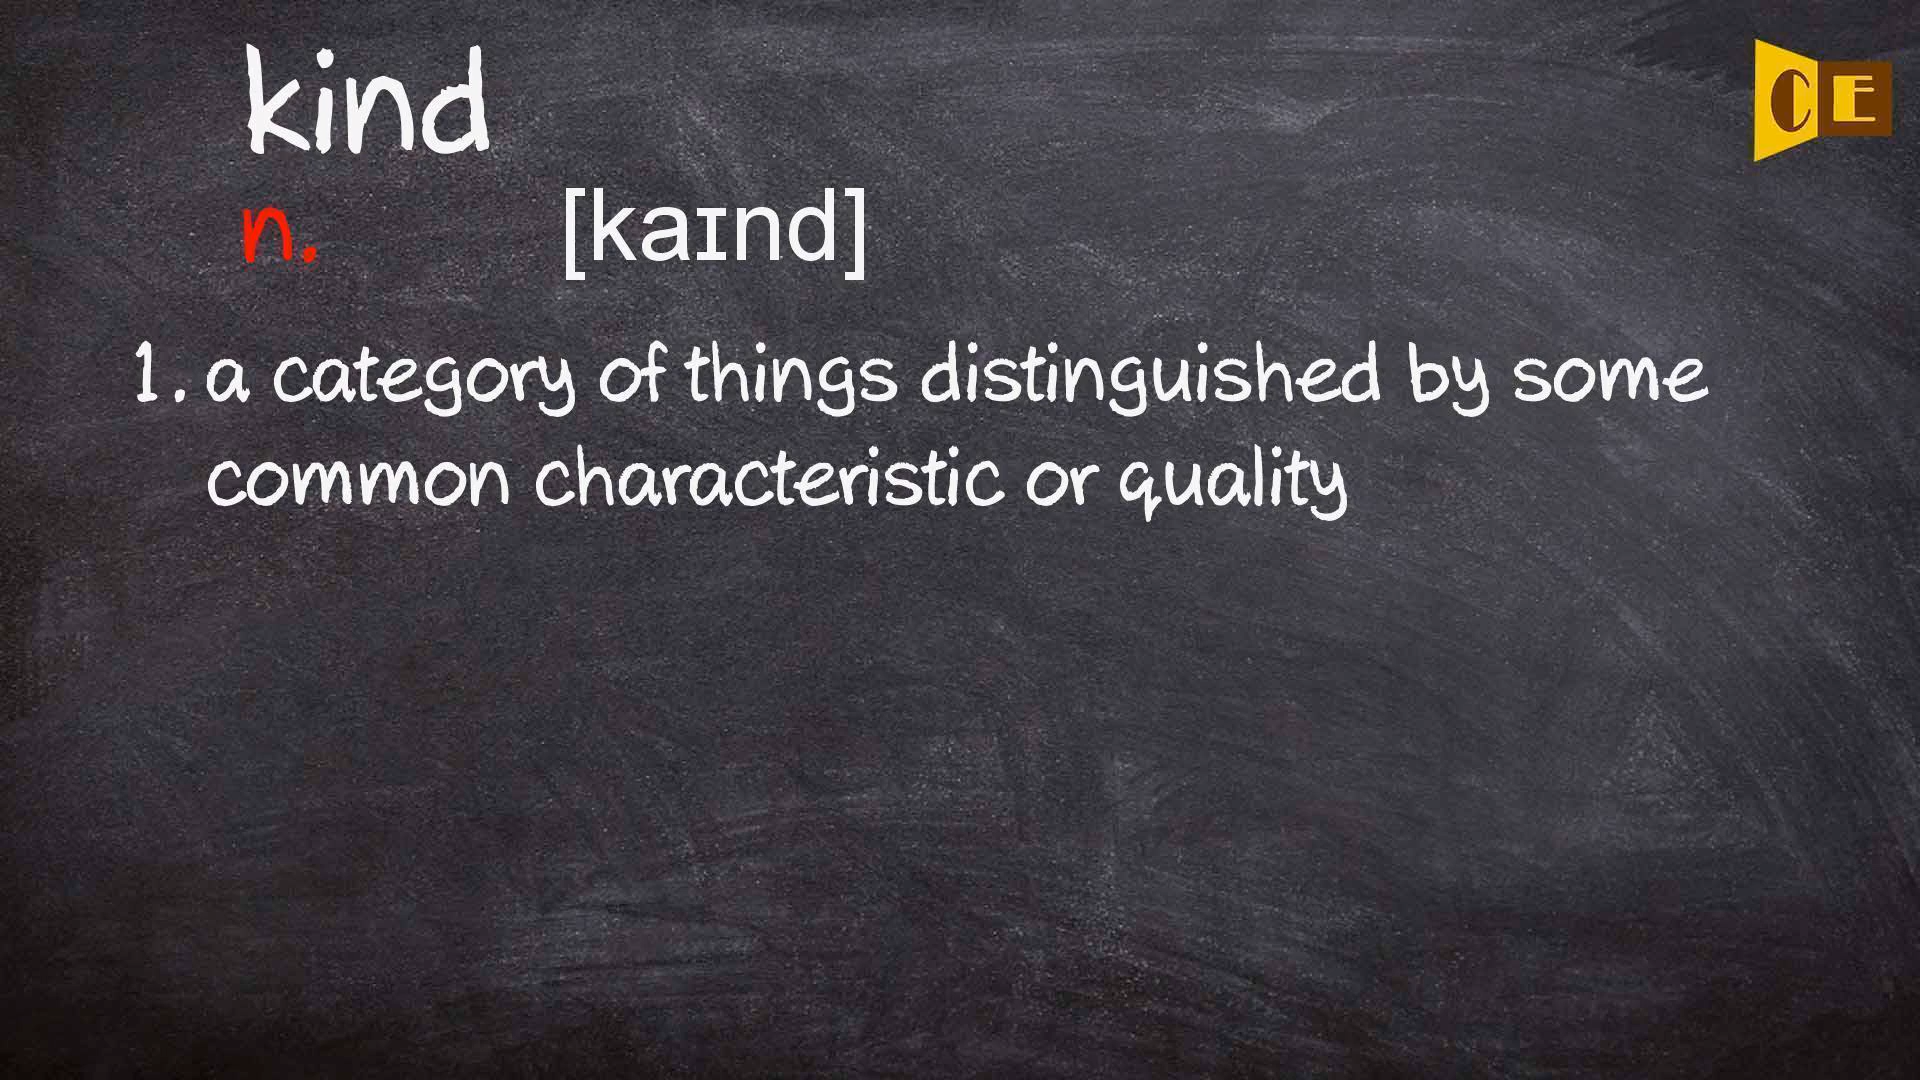 kind
CE
n. [kaɪnd]
1. a category of things distinguished by some
common characteristic or quality